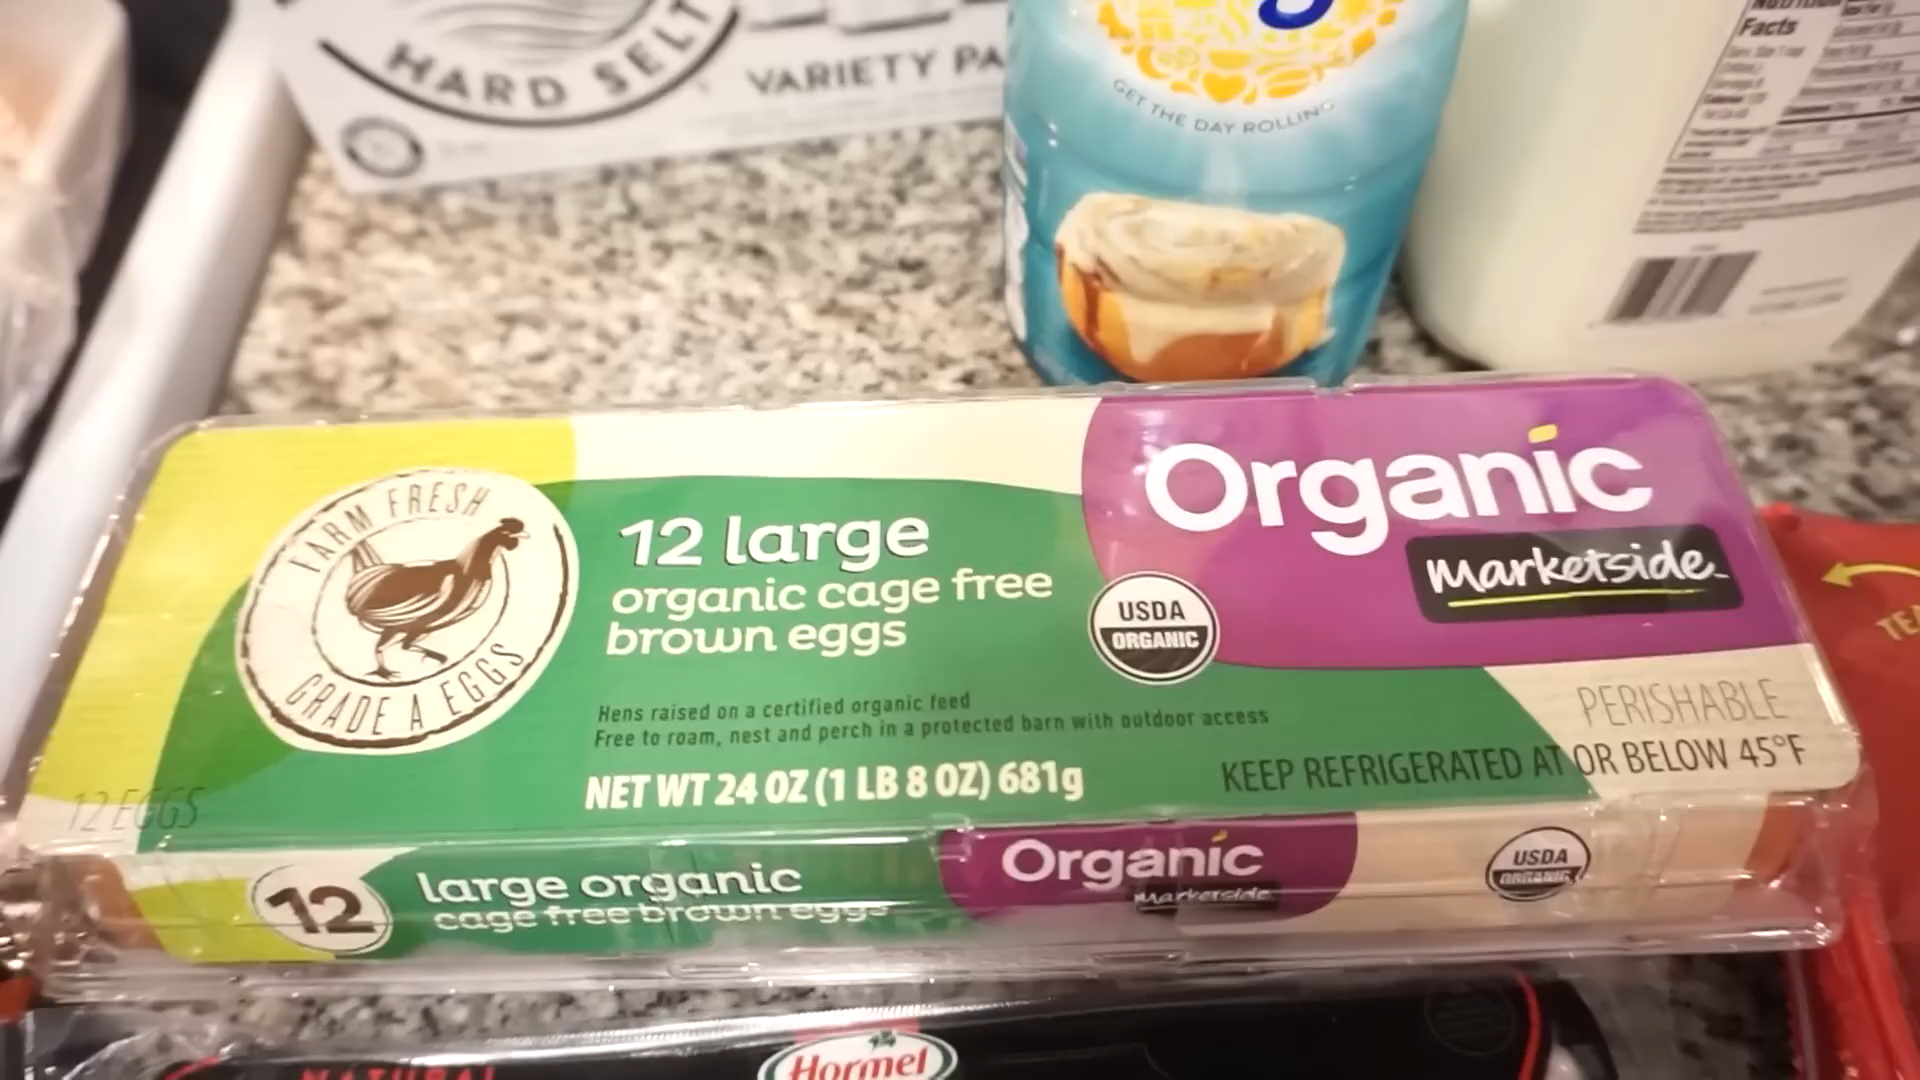 HARD SELT
VARIETY PA
GET THE DAY ROLLING
Facts
FARM FRESH
GRADE A EGGS
12 large
organic cage free
brown eggs
Organic
Marketside
USDA
ORGANIC
Hens raised on a certified organic feed
Free to roam, nest and perch in a protected barn with outdoor access
NET WT 24 OZ (1 LB 8 OZ) 681g
PERISHABLE
KEEP REFRIGERATED AT OR BELOW 45°F
12 EGGS
12
large organic
cage free brown eggs
Organic
Marketside
USDA
ORGANIC
NATURAL
Hormel